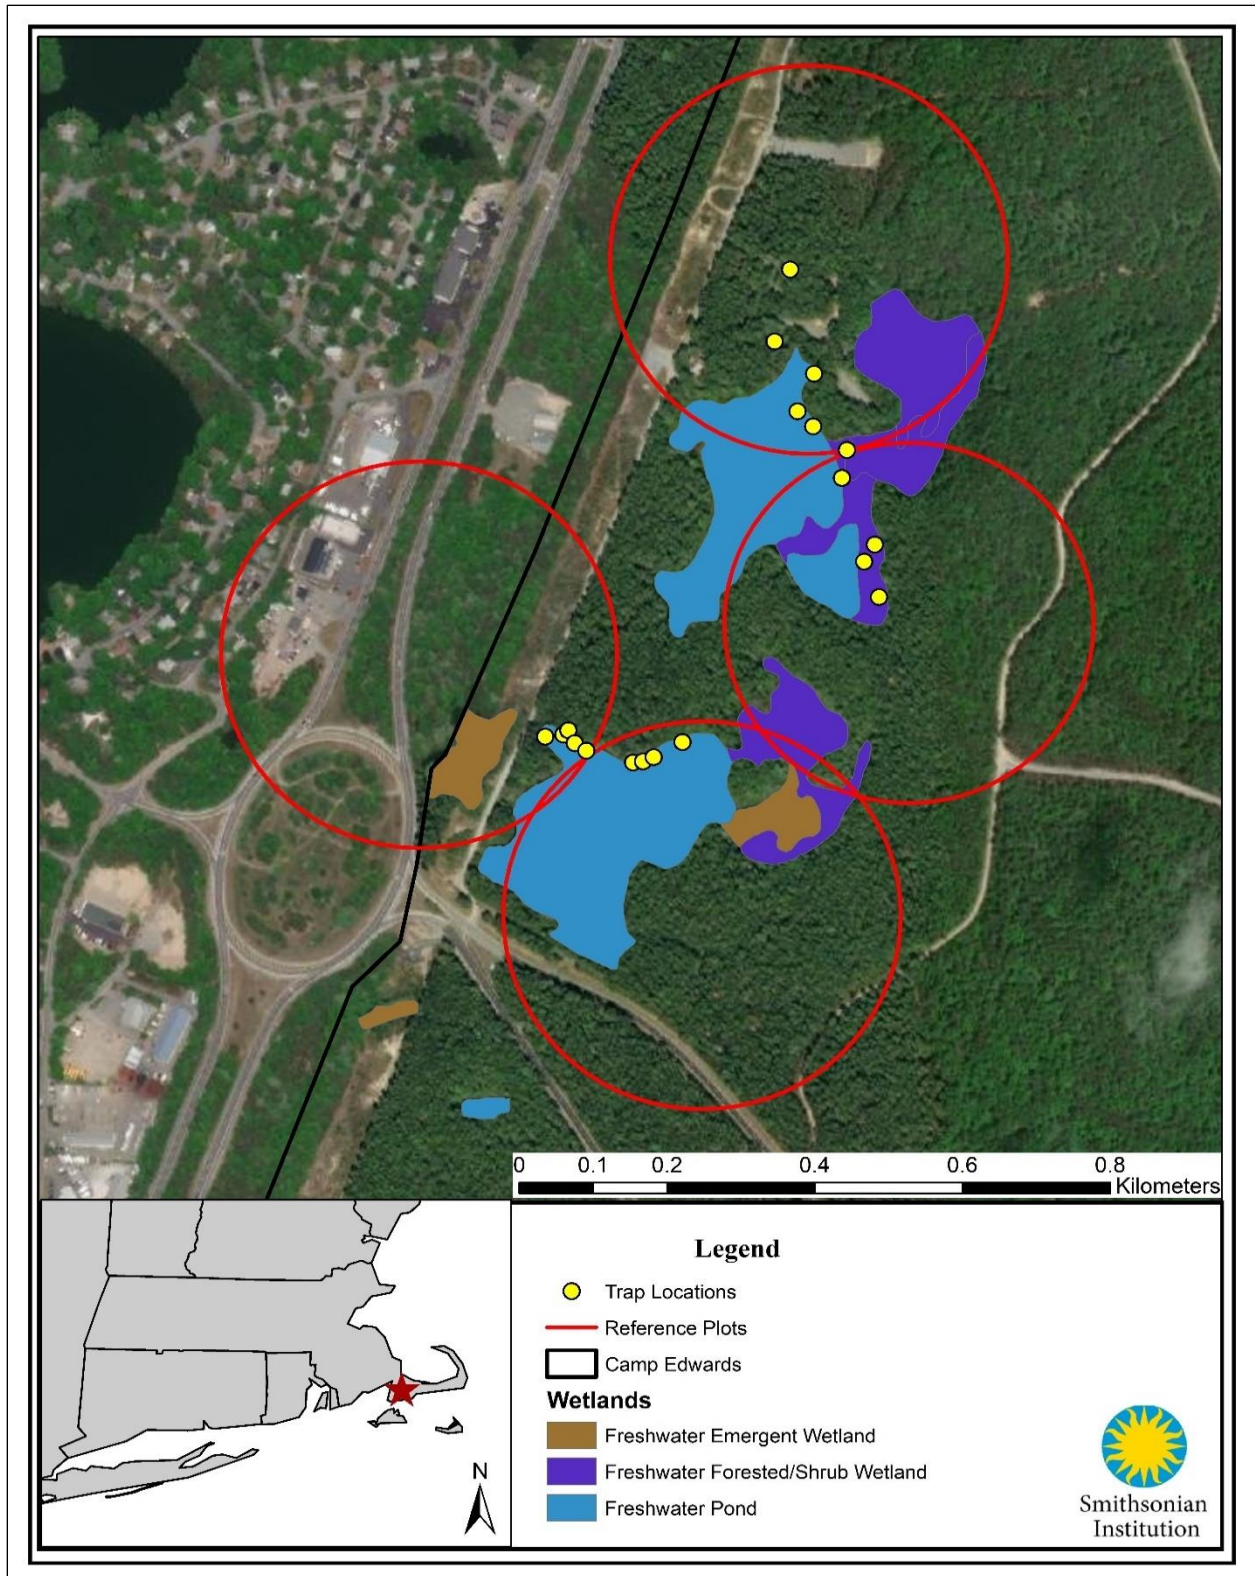 0 0.1 0.2 0.4 0.6 0.8
Kilometers
Legend
Trap Locations
Reference Plots
Camp Edwards
Wetlands
Freshwater Emergent Wetland
Freshwater Forested/Shrub Wetland
Freshwater Pond
N
Smithsonian
Institution